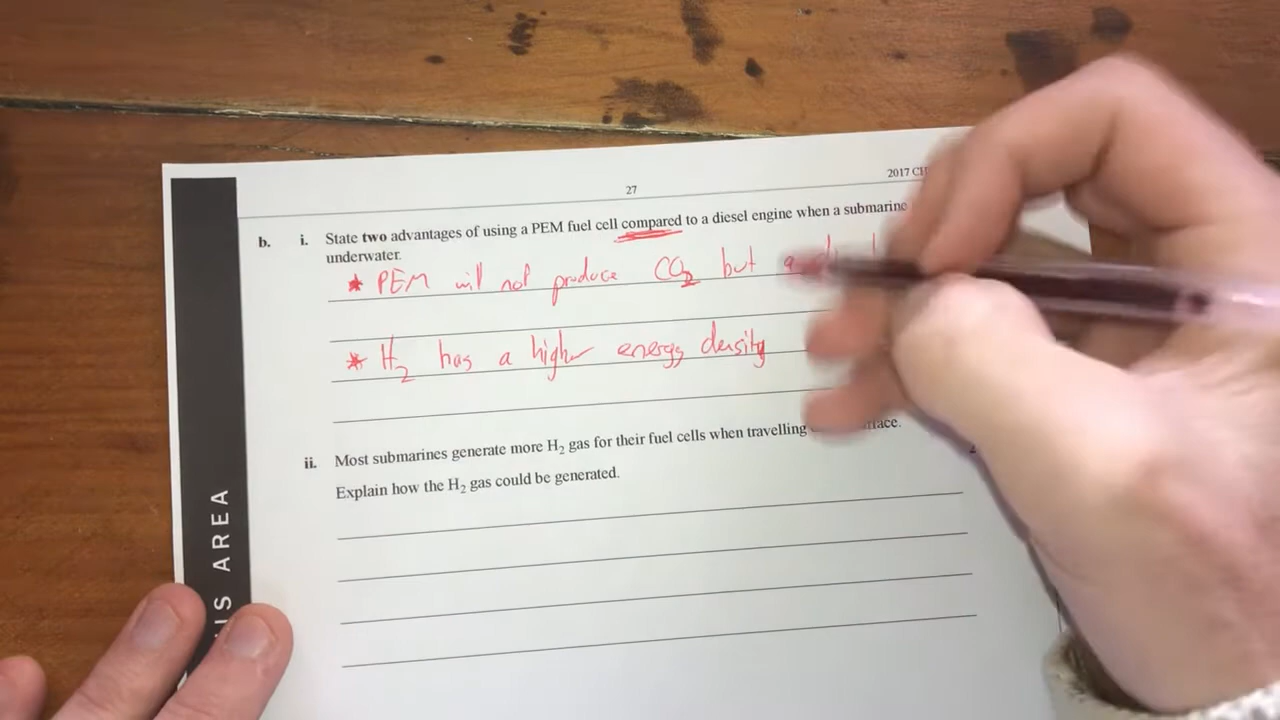 27
2017
b. i. State two advantages of using a PEM fuel cell compared to a diesel engine when a submarine
underwater.
* PEM will not produce CO2 but
* H2 has a higher energy density
ii. Most submarines generate more H2 gas for their fuel cells when travelling
Explain how the H2 gas could be generated.
AREA